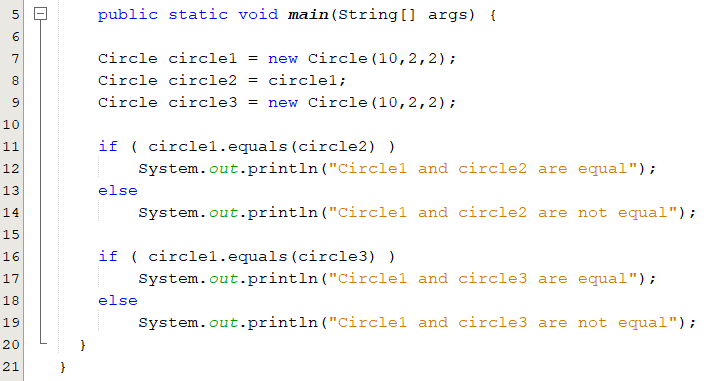 5 public static void main(String[] args) {
6
7 Circle circle1 = new Circle(10,2,2);
8 Circle circle2 = circle1;
9 Circle circle3 = new Circle(10,2,2);
10
11 if ( circle1.equals(circle2) )
12 System.out.println("Circle1 and circle2 are equal");
13 else
14 System.out.println("Circle1 and circle2 are not equal");
15
16 if ( circle1.equals(circle3) )
17 System.out.println("Circle1 and circle3 are equal");
18 else
19 System.out.println("Circle1 and circle3 are not equal");
20 }
21 }